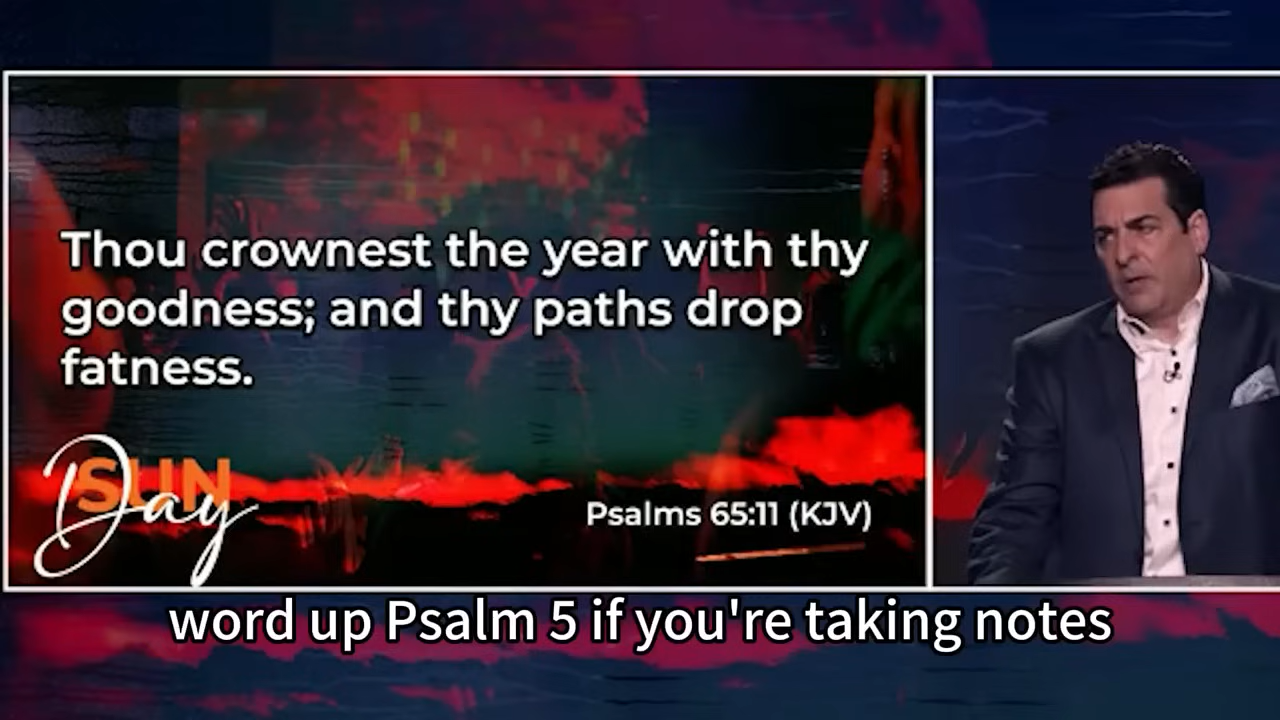 Thou crownest the year with thy
goodness; and thy paths drop
fatness.
SUN
Day
Psalms 65:11 (KJV)
word up Psalm 5 if you're taking notes